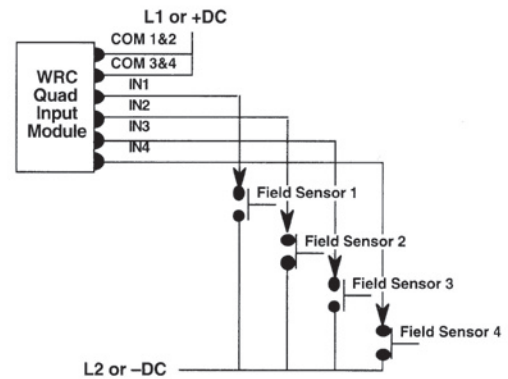 L1 or +DC
COM 1&2
COM 3&4
WRC
Quad
Input
Module
IN1
IN2
IN3
IN4
Field Sensor 1
Field Sensor 2
Field Sensor 3
Field Sensor 4
L2 or –DC